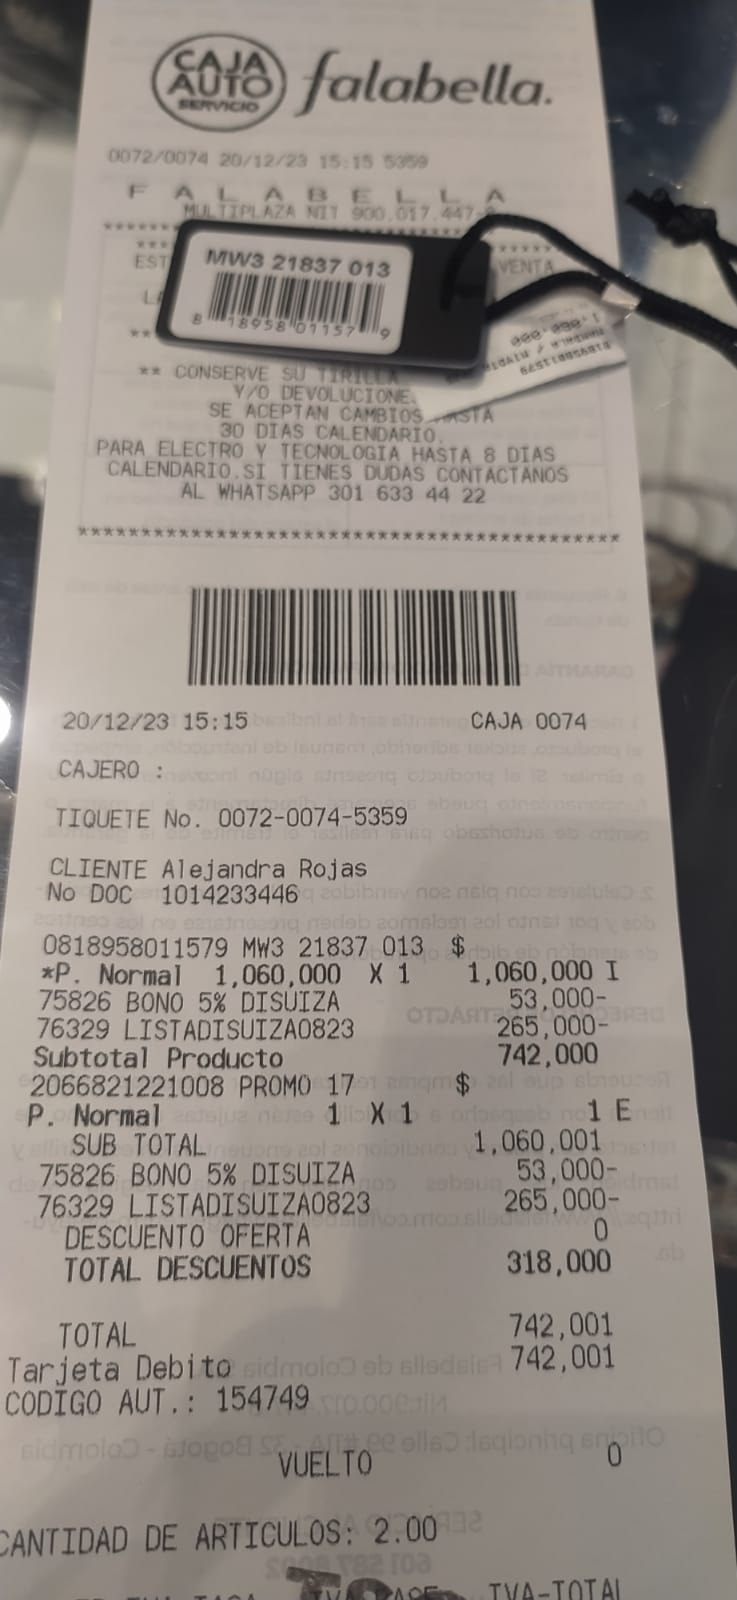 CAJA
AUTO
SERVICIO
falabella.
0072/0074 20/12/23 15:15 5359
F A L A B E L L A
MULTIPLAZA NIT 900.017.447-
****
EST
VENTA
MW3 21837 013
8 18958 01157 9
** CONSERVE SU TIRILLA
Y/O DEVOLUCIONE
SE ACEPTAN CAMBIOS
30 DIAS CALENDARIO.
PARA ELECTRO Y TECNOLOGIA HASTA 8 DIAS
CALENDARIO.SI TIENES DUDAS CONTACTANOS
AL WHATSAPP 301 633 44 22
20/12/23 15:15 CAJA 0074
CAJERO :
TIQUETE No. 0072-0074-5359
CLIENTE Alejandra Rojas
No DOC 1014233446
0818958011579 MW3 21837 013 $
*P. Normal 1,060,000 X 1 1,060,000 I
75826 BONO 5% DISUIZA 53,000-
76329 LISTADISUIZA0823 265,000-
Subtotal Producto 742,000
2066821221008 PROMO 17 $
P. Normal 1 X 1 1 E
SUB TOTAL 1,060,001
75826 BONO 5% DISUIZA 53,000-
76329 LISTADISUIZA0823 265,000-
DESCUENTO OFERTA 0
TOTAL DESCUENTOS 318,000
TOTAL 742,001
Tarjeta Debito 742,001
CODIGO AUT.: 154749
VUELTO 0
CANTIDAD DE ARTICULOS: 2.00
IVA-TOTAL